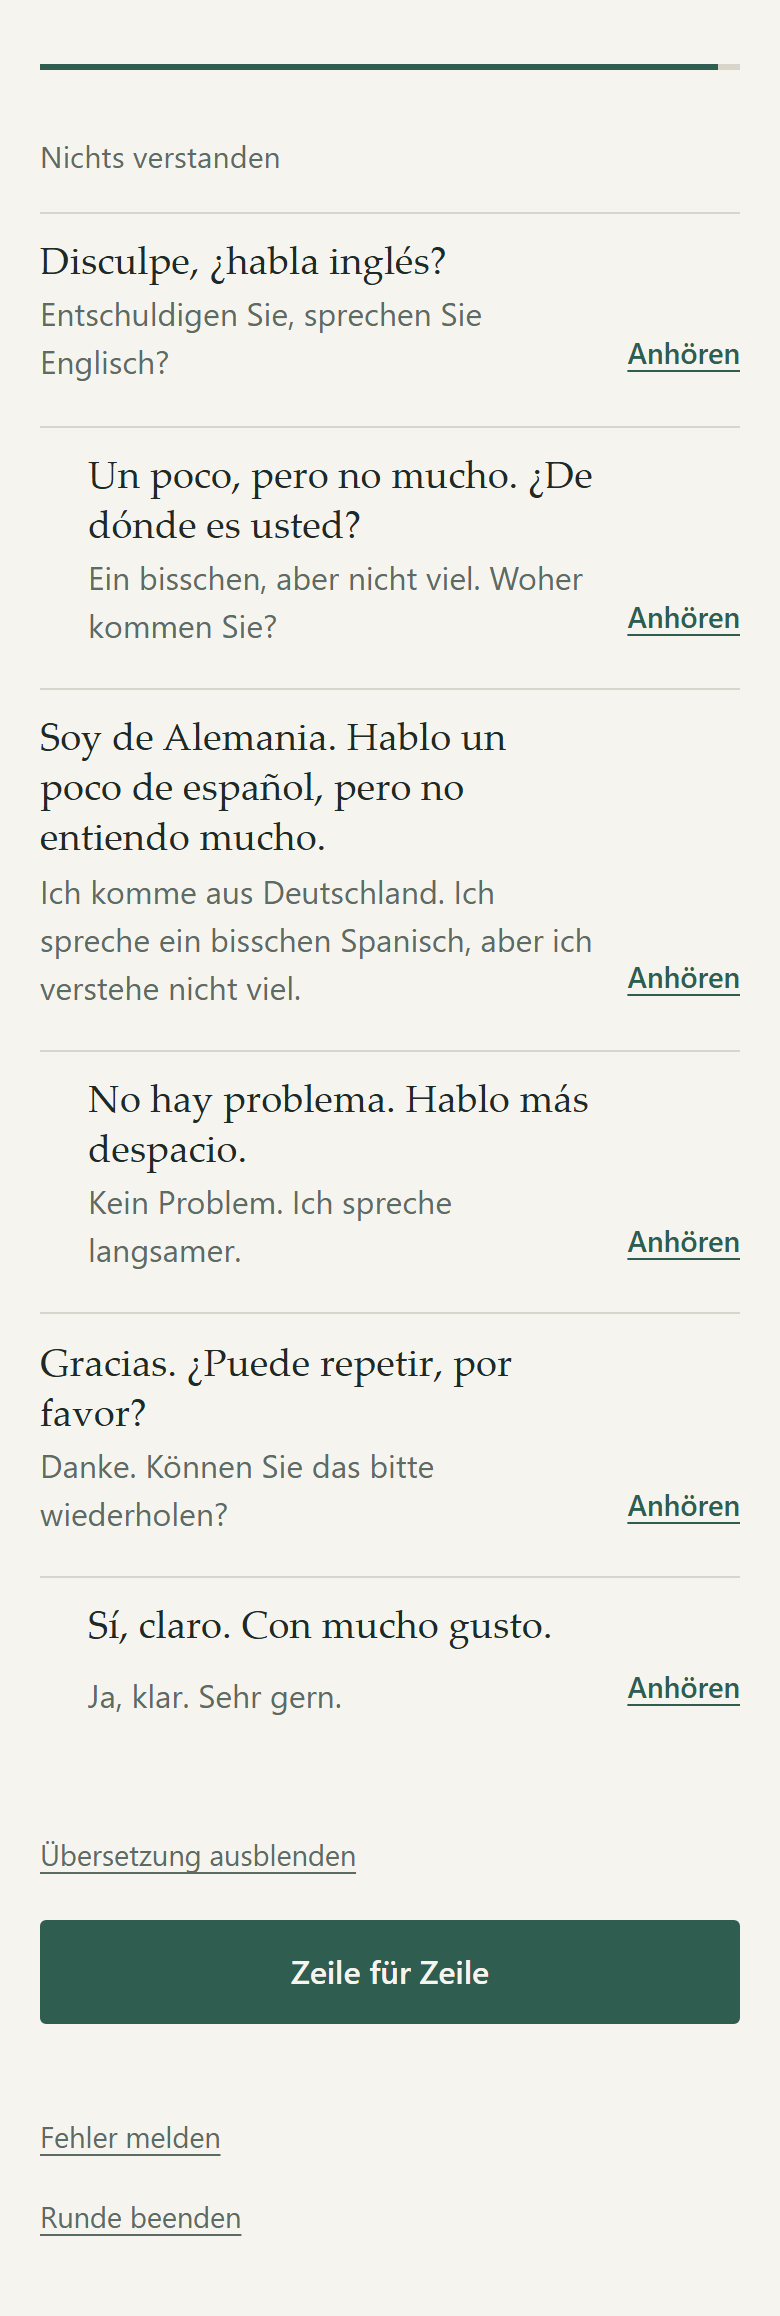 Nichts verstanden
Disculpe, ¿habla inglés?
Entschuldigen Sie, sprechen Sie
Englisch?
Anhören
Un poco, pero no mucho. ¿De
dónde es usted?
Ein bisschen, aber nicht viel. Woher
kommen Sie?
Anhören
Soy de Alemania. Hablo un
poco de español, pero no
entiendo mucho.
Ich komme aus Deutschland. Ich
spreche ein bisschen Spanisch, aber ich
verstehe nicht viel.
Anhören
No hay problema. Hablo más
despacio.
Kein Problem. Ich spreche
langsamer.
Anhören
Gracias. ¿Puede repetir, por
favor?
Danke. Können Sie das bitte
wiederholen?
Anhören
Sí, claro. Con mucho gusto.
Ja, klar. Sehr gern.
Anhören
Übersetzung ausblenden
Zeile für Zeile
Fehler melden
Runde beenden